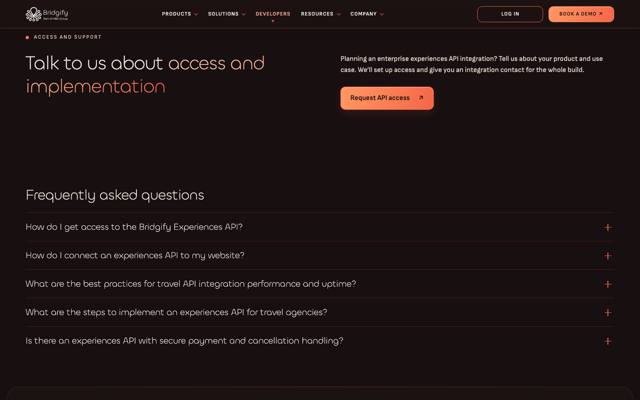 Bridgify
PRODUCTS
SOLUTIONS
DEVELOPERS
RESOURCES
COMPANY
LOG IN
BOOK A DEMO ↗
ACCESS AND SUPPORT
Talk to us about access and
implementation
Planning an enterprise experiences API integration? Tell us about your product and use
case. We'll set up access and give you an integration contact for the whole build.
Request API access ↗
Frequently asked questions
How do I get access to the Bridgify Experiences API?
How do I connect an experiences API to my website?
What are the best practices for travel API integration performance and uptime?
What are the steps to implement an experiences API for travel agencies?
Is there an experiences API with secure payment and cancellation handling?